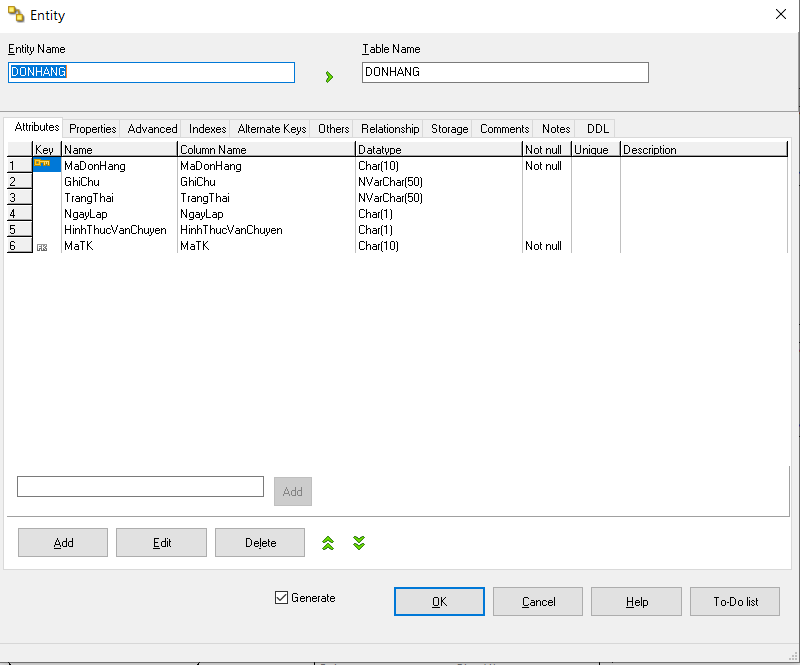 Entity
Entity Name Table Name
DONHANG DONHANG
Attributes Properties Advanced Indexes Alternate Keys Others Relationship Storage Comments Notes DDL
Key Name Column Name Datatype Not null Unique Description
1 MaDonHang MaDonHang Char(10) Not null
2 GhiChu GhiChu NVarChar(50)
3 TrangThai TrangThai NVarChar(50)
4 NgayLap NgayLap Char(1)
5 HinhThucVanChuyen HinhThucVanChuyen Char(1)
6 MaTK MaTK Char(10) Not null
Add
Add Edit Delete
Generate OK Cancel Help To-Do list